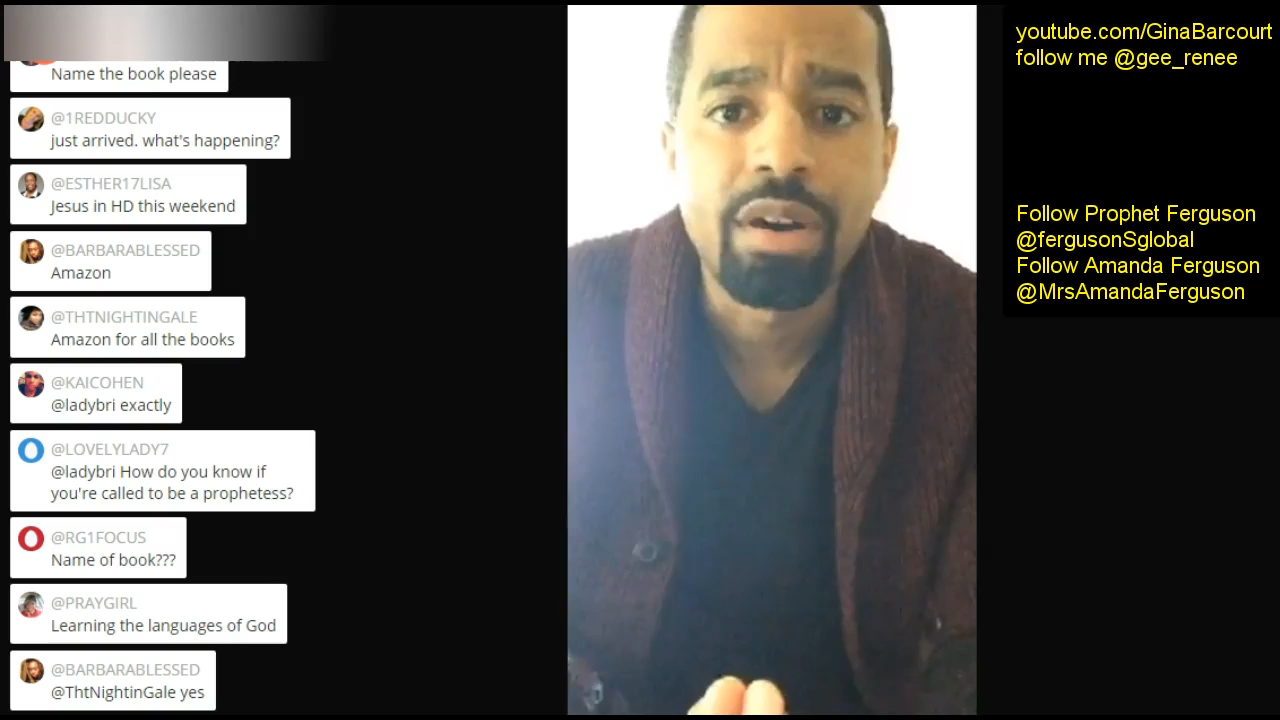 Name the book please
@1REDDUCKY
just arrived. what's happening?
@ESTHER17LISA
Jesus in HD this weekend
@BARBARABLESSED
Amazon
@THTNIGHTINGALE
Amazon for all the books
@KAICOHEN
@ladybri exactly
@LOVELYLADY7
@ladybri How do you know if
you're called to be a prophetess?
@RG1FOCUS
Name of book???
@PRAYGIRL
Learning the languages of God
@BARBARABLESSED
@ThtNightinGale yes
youtube.com/GinaBarcourt
follow me @gee_renee
Follow Prophet Ferguson
@fergusonSglobal
Follow Amanda Ferguson
@MrsAmandaFerguson